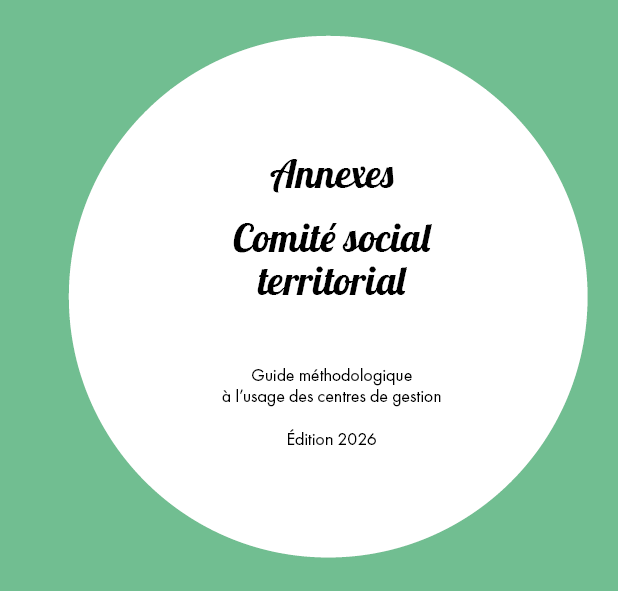 Annexes
Comité social
territorial
Guide méthodologique
à l’usage des centres de gestion
Édition 2026